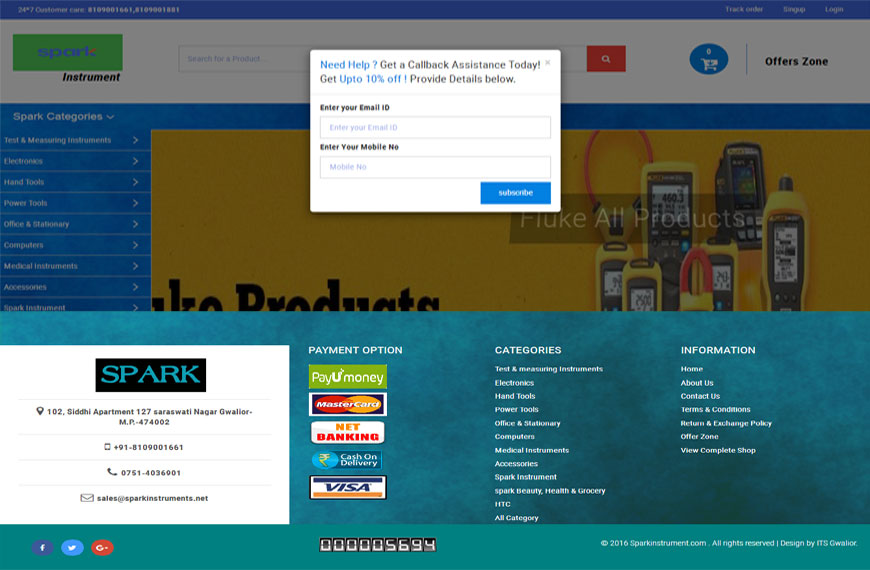 24*7 Customer care: 8109001661,8109001881
Track order
Singup
Login
spark
Instrument
Search for a Product...
0
Offers Zone
Need Help ? Get a Callback Assistance Today!
×
Get Upto 10% off ! Provide Details below.
Enter your Email ID
Enter your Email ID
Enter Your Mobile No
Mobile No
subscribe
Spark Categories
Test & Measuring Instruments
Electronics
Hand Tools
Power Tools
Office & Stationary
Computers
Medical Instruments
Accessories
Spark Instrument
Fluke All Products
uke Products
SPARK
102, Siddhi Apartment 127 saraswati Nagar Gwalior-
M.P.-474002
+91-8109001661
0751-4036901
sales@sparkinstruments.net
PAYMENT OPTION
PayUmoney
MasterCard
NET
BANKING
Cash On
Delivery
VISA
CATEGORIES
Test & measuring Instruments
Electronics
Hand Tools
Power Tools
Office & Stationary
Computers
Medical Instruments
Accessories
Spark Instrument
spark Beauty, Health & Grocery
HTC
All Category
INFORMATION
Home
About Us
Contact Us
Terms & Conditions
Return & Exchange Policy
Offer Zone
View Complete Shop
f
G+
000005694
© 2016 Sparkinstrument.com . All rights reserved | Design by ITS Gwalior.